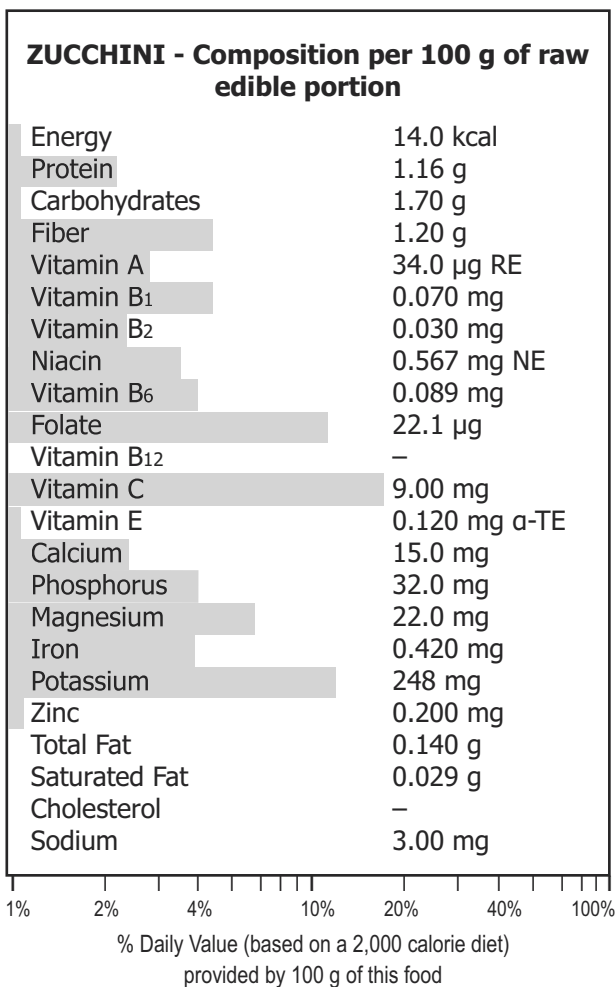 ZUCCHINI - Composition per 100 g of raw
edible portion
Energy 14.0 kcal
Protein 1.16 g
Carbohydrates 1.70 g
Fiber 1.20 g
Vitamin A 34.0 µg RE
Vitamin B1 0.070 mg
Vitamin B2 0.030 mg
Niacin 0.567 mg NE
Vitamin B6 0.089 mg
Folate 22.1 µg
Vitamin B12 –
Vitamin C 9.00 mg
Vitamin E 0.120 mg α-TE
Calcium 15.0 mg
Phosphorus 32.0 mg
Magnesium 22.0 mg
Iron 0.420 mg
Potassium 248 mg
Zinc 0.200 mg
Total Fat 0.140 g
Saturated Fat 0.029 g
Cholesterol –
Sodium 3.00 mg
1% 2% 4% 10% 20% 40% 100%
% Daily Value (based on a 2,000 calorie diet)
provided by 100 g of this food